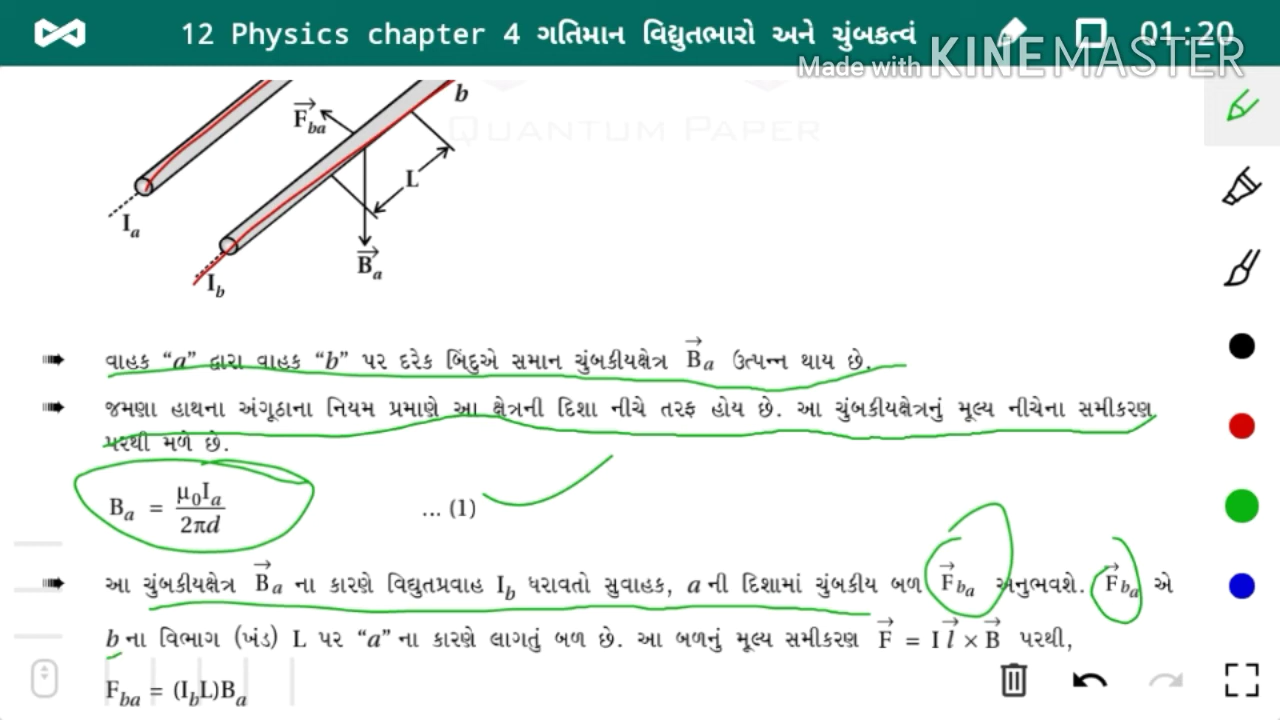 12 Physics chapter 4 ગતિમાન વિદ્યુતભારો અને ચુંબકત્વં
01:20
Made with KINEMASTER
QUANTUM PAPER
b
F⃗ba
L
Ia
B⃗a
Ib
➠ વાહક “a” દ્વારા વાહક “b” પર દરેક બિંદુએ સમાન ચુંબકીયક્ષેત્ર B⃗a ઉત્પન્ન થાય છે.
➠ જમણા હાથના અંગૂઠાના નિયમ પ્રમાણે આ ક્ષેત્રની દિશા નીચે તરફ હોય છે. આ ચુંબકીયક્ષેત્રનું મૂલ્ય નીચેના સમીકરણ
પરથી મળે છે.
Ba = μ0Ia / 2πd ... (1)
➠ આ ચુંબકીયક્ષેત્ર B⃗a ના કારણે વિદ્યુતપ્રવાહ Ib ધરાવતો સુવાહક, a ની દિશામાં ચુંબકીય બળ F⃗ba અનુભવશે. F⃗ba એ
b ના વિભાગ (ખંડ) L પર “a” ના કારણે લાગતું બળ છે. આ બળનું મૂલ્ય સમીકરણ F⃗ = I l⃗ × B⃗ પરથી,
Fba = (IbL)Ba